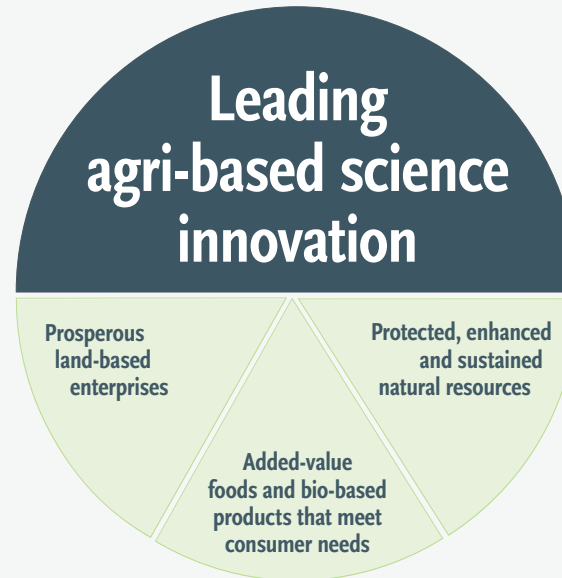 Leading
agri-based science
innovation
Prosperous
land-based
enterprises
Protected, enhanced
and sustained
natural resources
Added-value
foods and bio-based
products that meet
consumer needs